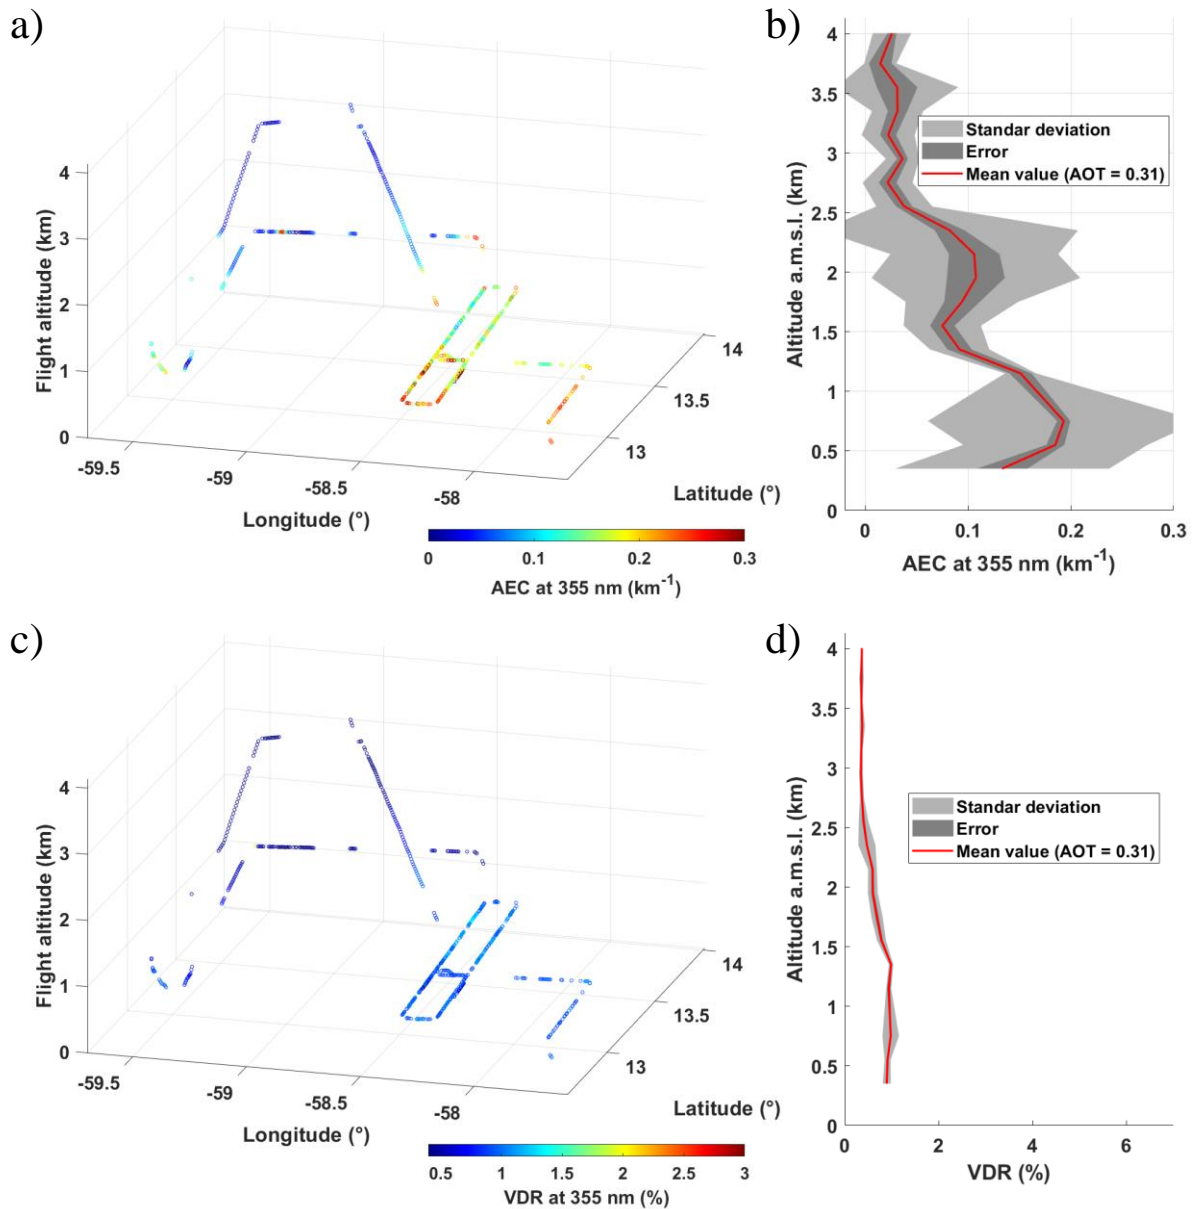 a)
4
3
2
1
0
Flight altitude (km)
-59.5
-59
-58.5
-58
Longitude (°)
13
13.5
14
Latitude (°)
0
0.1
0.2
0.3
AEC at 355 nm (km-1)
b)
4
3.5
3
2.5
2
1.5
1
0.5
0
Altitude a.m.s.l. (km)
Standar deviation
Error
Mean value (AOT = 0.31)
0
0.1
0.2
0.3
AEC at 355 nm (km-1)
c)
4
3
2
1
0
Flight altitude (km)
-59.5
-59
-58.5
-58
Longitude (°)
13
13.5
14
Latitude (°)
0.5
1
1.5
2
2.5
3
VDR at 355 nm (%)
d)
4
3.5
3
2.5
2
1.5
1
0.5
0
Altitude a.m.s.l. (km)
Standar deviation
Error
Mean value (AOT = 0.31)
0
2
4
6
VDR (%)